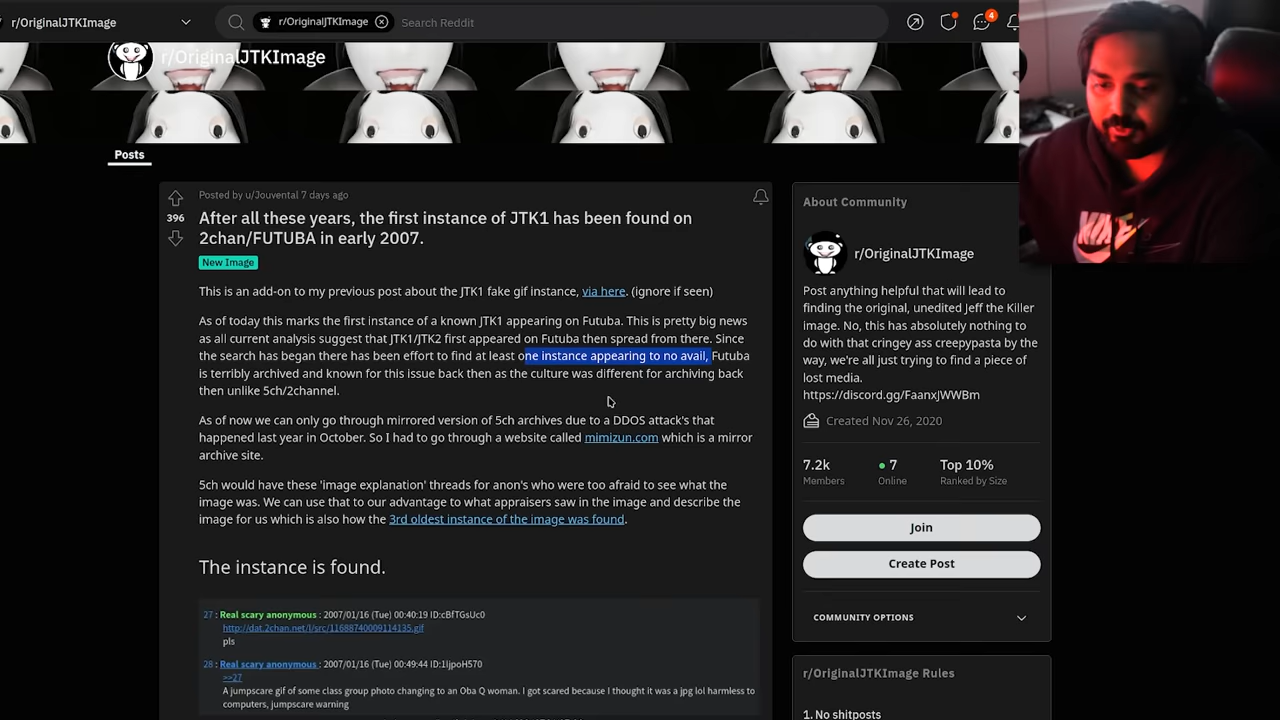 r/OriginalJTKImage
r/OriginalJTKImage
Search Reddit
4
r/OriginalJTKImage
Posts
Posted by u/Jouvental 7 days ago
396
After all these years, the first instance of JTK1 has been found on
2chan/FUTUBA in early 2007.
New Image
This is an add-on to my previous post about the JTK1 fake gif instance, via here. (ignore if seen)
As of today this marks the first instance of a known JTK1 appearing on Futuba. This is pretty big news
as all current analysis suggest that JTK1/JTK2 first appeared on Futuba then spread from there. Since
the search has began there has been effort to find at least one instance appearing to no avail, Futuba
is terribly archived and known for this issue back then as the culture was different for archiving back
then unlike 5ch/2channel.
As of now we can only go through mirrored version of 5ch archives due to a DDOS attack's that
happened last year in October. So I had to go through a website called mimizun.com which is a mirror
archive site.
5ch would have these 'image explanation' threads for anon's who were too afraid to see what the
image was. We can use that to our advantage to what appraisers saw in the image and describe the
image for us which is also how the 3rd oldest instance of the image was found.
The instance is found.
27 : Real scary anonymous : 2007/01/16 (Tue) 00:40:19 ID:cBfTGsUc0
http://dat.2chan.net/l/src/11688740009114135.gif
pls
28 : Real scary anonymous : 2007/01/16 (Tue) 00:49:44 ID:1IjpoH570
>>27
A jumpscare gif of some class group photo changing to an Oba Q woman. I got scared because I thought it was a jpg lol harmless to
computers, jumpscare warning
About Community
r/OriginalJTKImage
Post anything helpful that will lead to
finding the original, unedited Jeff the Killer
image. No, this has absolutely nothing to
do with that cringey ass creepypasta by the
way, we're all just trying to find a piece of
lost media.
https://discord.gg/FaanxJWWBm
Created Nov 26, 2020
7.2k
7
Top 10%
Members
Online
Ranked by Size
Join
Create Post
COMMUNITY OPTIONS
r/OriginalJTKImage Rules
1. No shitposts
NIKE